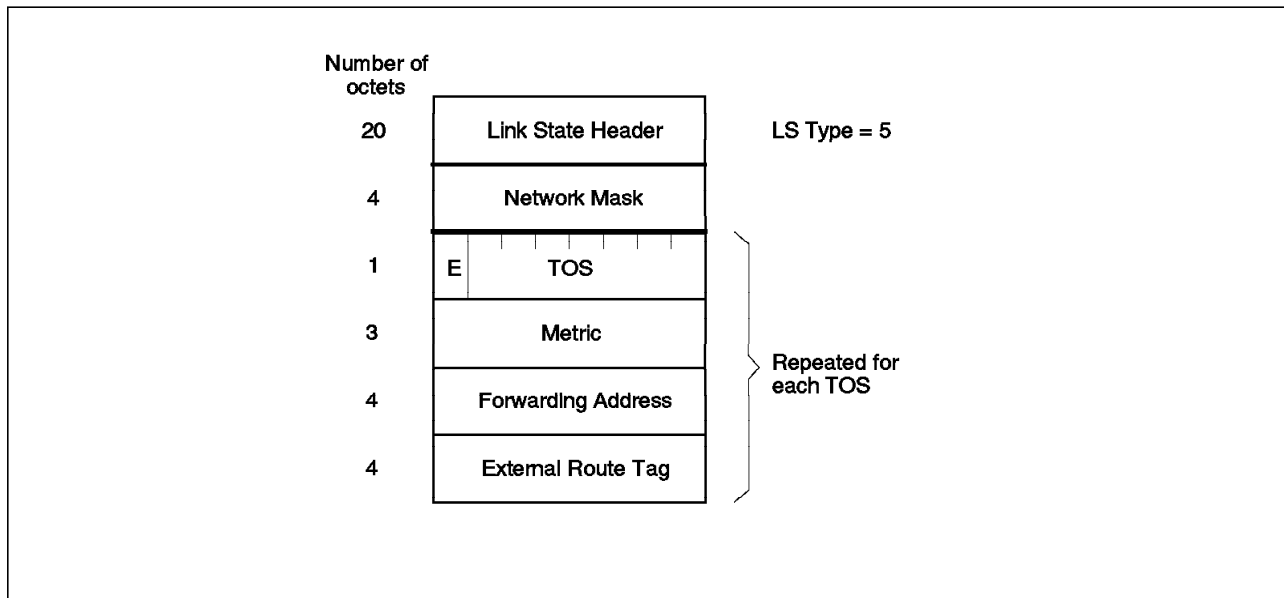 Number of
octets
20 Link State Header LS Type = 5
4 Network Mask
1 E TOS
3 Metric
Repeated for
each TOS
4 Forwarding Address
4 External Route Tag